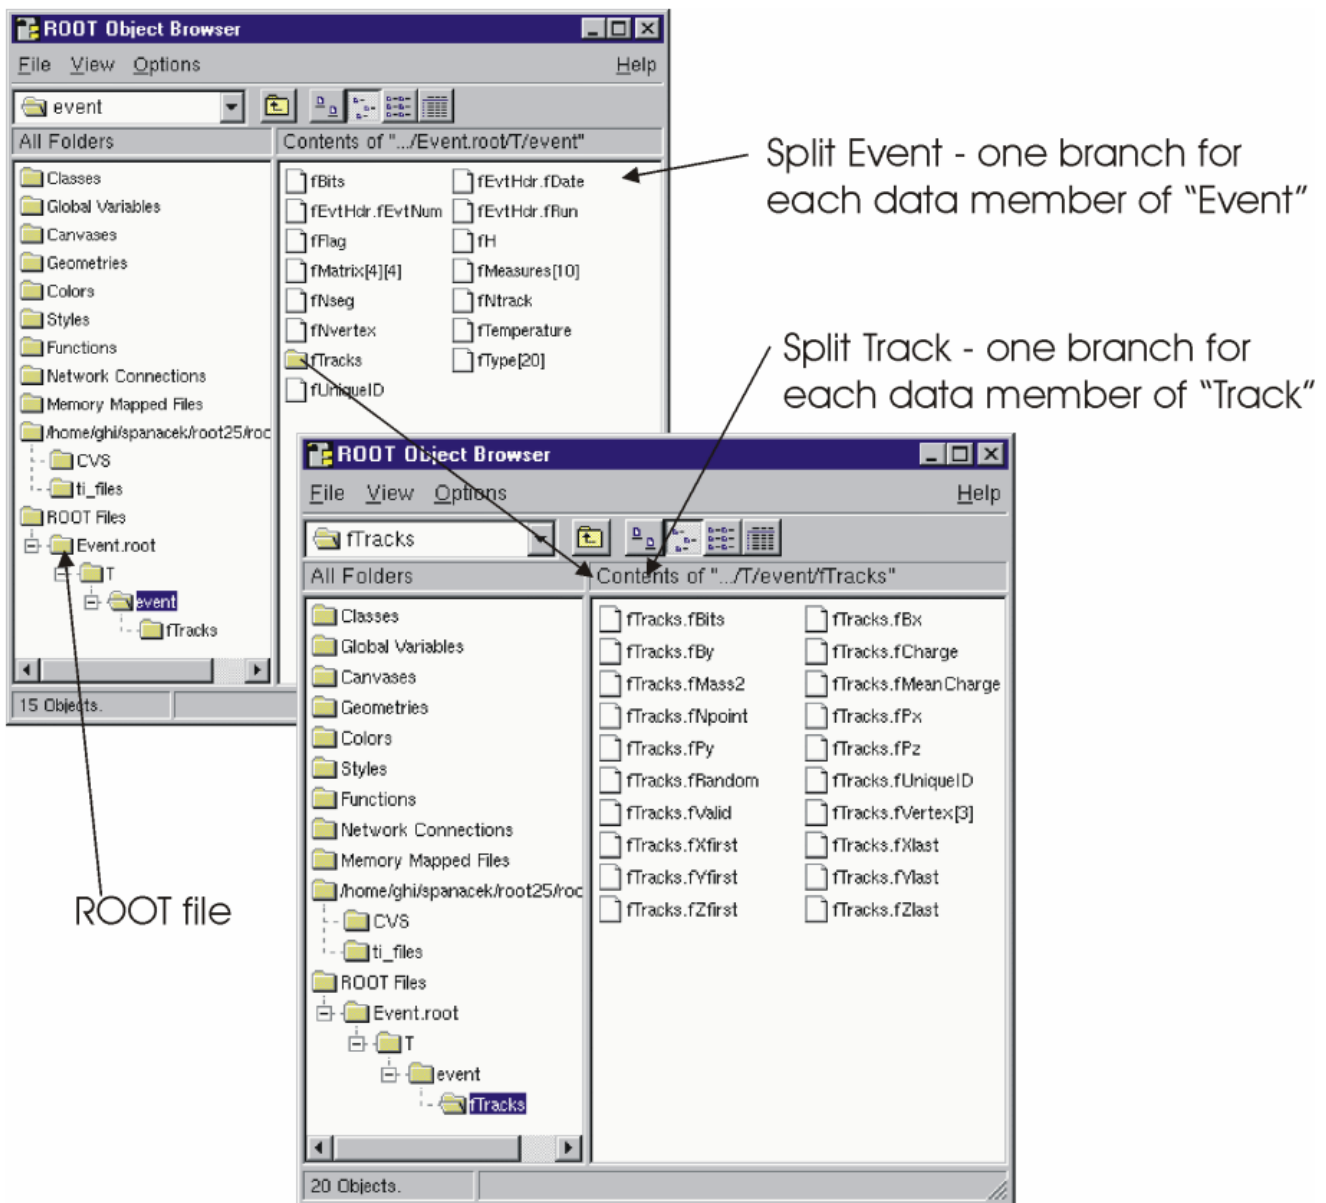 ROOT Object Browser
File View Options Help
event
All Folders
Contents of ".../Event.root/T/event"
Classes
Global Variables
Canvases
Geometries
Colors
Styles
Functions
Network Connections
Memory Mapped Files
/home/ghi/spanacek/root25/roo
CVS
ti_files
ROOT Files
Event.root
T
event
fTracks
15 Objects.
fBits fEvtHdr.fDate
fEvtHdr.fEvtNum fEvtHdr.fRun
fFlag fH
fMatrix[4][4] fMeasures[10]
fNseg fNtrack
fNvertex fTemperature
fTracks fType[20]
fUniqueID
Split Event - one branch for
each data member of “Event”
Split Track - one branch for
each data member of “Track”
ROOT file
ROOT Object Browser
File View Options Help
fTracks
All Folders
Contents of ".../T/event/fTracks"
Classes
Global Variables
Canvases
Geometries
Colors
Styles
Functions
Network Connections
Memory Mapped Files
/home/ghi/spanacek/root25/roo
CVS
ti_files
ROOT Files
Event.root
T
event
fTracks
20 Objects.
fTracks.fBits fTracks.fBx
fTracks.fBy fTracks.fCharge
fTracks.fMass2 fTracks.fMeanCharge
fTracks.fNpoint fTracks.fPx
fTracks.fPy fTracks.fPz
fTracks.fRandom fTracks.fUniqueID
fTracks.fValid fTracks.fVertex[3]
fTracks.fXfirst fTracks.fXlast
fTracks.fYfirst fTracks.fYlast
fTracks.fZfirst fTracks.fZlast